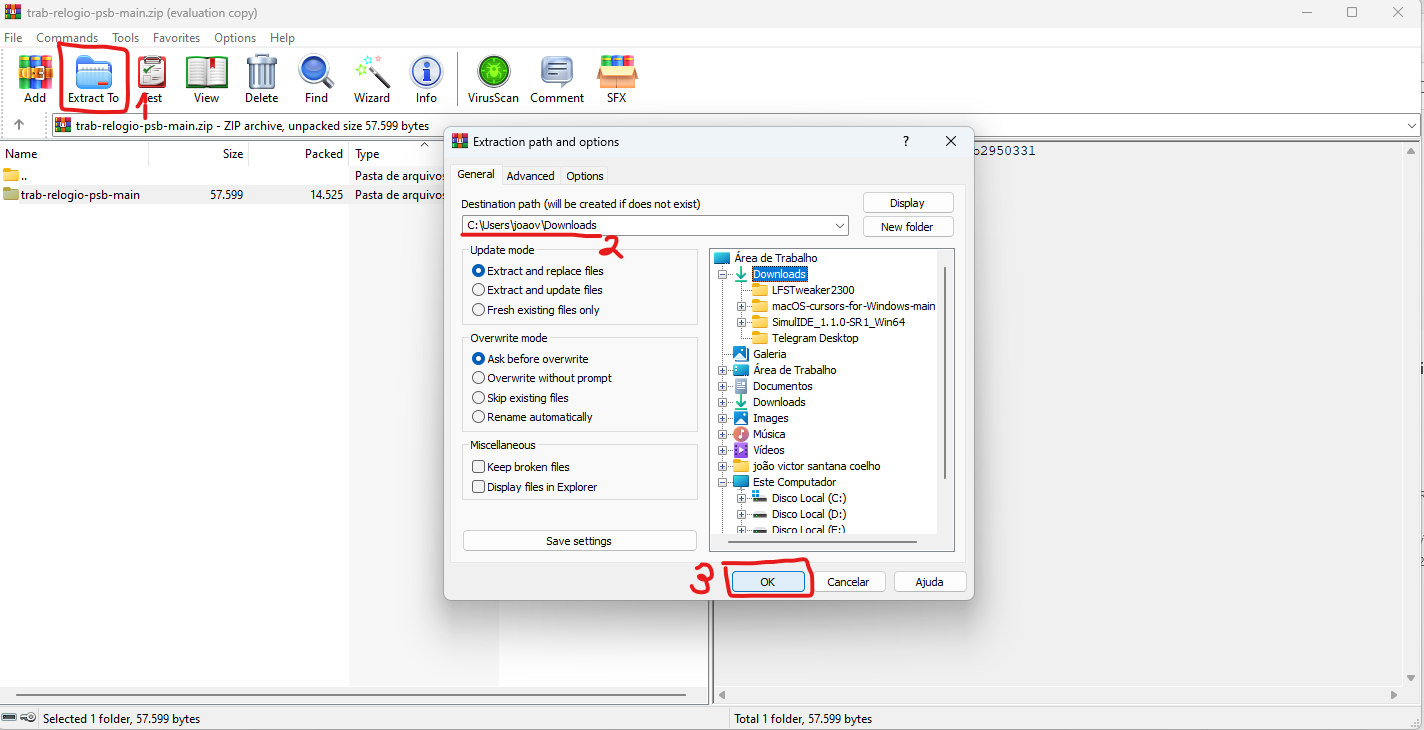 trab-relogio-psb-main.zip (evaluation copy)
File Commands Tools Favorites Options Help
Add Extract To Test View Delete Find Wizard Info VirusScan Comment SFX
1
trab-relogio-psb-main.zip - ZIP archive, unpacked size 57.599 bytes
Name Size Packed Type
..
Pasta de arquivos
trab-relogio-psb-main 57.599 14.525 Pasta de arquivos
2950331
Extraction path and options
?
General Advanced Options
Destination path (will be created if does not exist)
C:\Users\joaov\Downloads
2
Display
New folder
Update mode
Extract and replace files
Extract and update files
Fresh existing files only
Overwrite mode
Ask before overwrite
Overwrite without prompt
Skip existing files
Rename automatically
Miscellaneous
Keep broken files
Display files in Explorer
Save settings
Área de Trabalho
Downloads
LFSTweaker2300
macOS-cursors-for-Windows-main
SimulIDE_1.1.0-SR1_Win64
Telegram Desktop
Galeria
Área de Trabalho
Documentos
Downloads
Images
Música
Vídeos
joão victor santana coelho
Este Computador
Disco Local (C:)
Disco Local (D:)
Disco Local (E:)
3
OK Cancelar Ajuda
Selected 1 folder, 57.599 bytes
Total 1 folder, 57.599 bytes